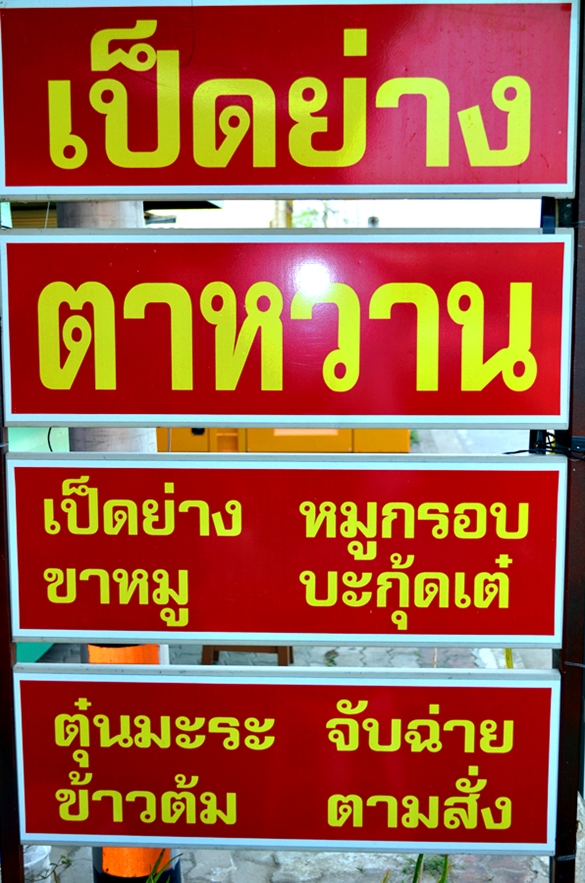 เป็ดย่าง
ตาหวาน
เป็ดย่าง หมูกรอบ
ขาหมู บะกุ้ดเต๋
ตุ๋นมะระ จับฉ่าย
ข้าวต้ม ตามสั่ง